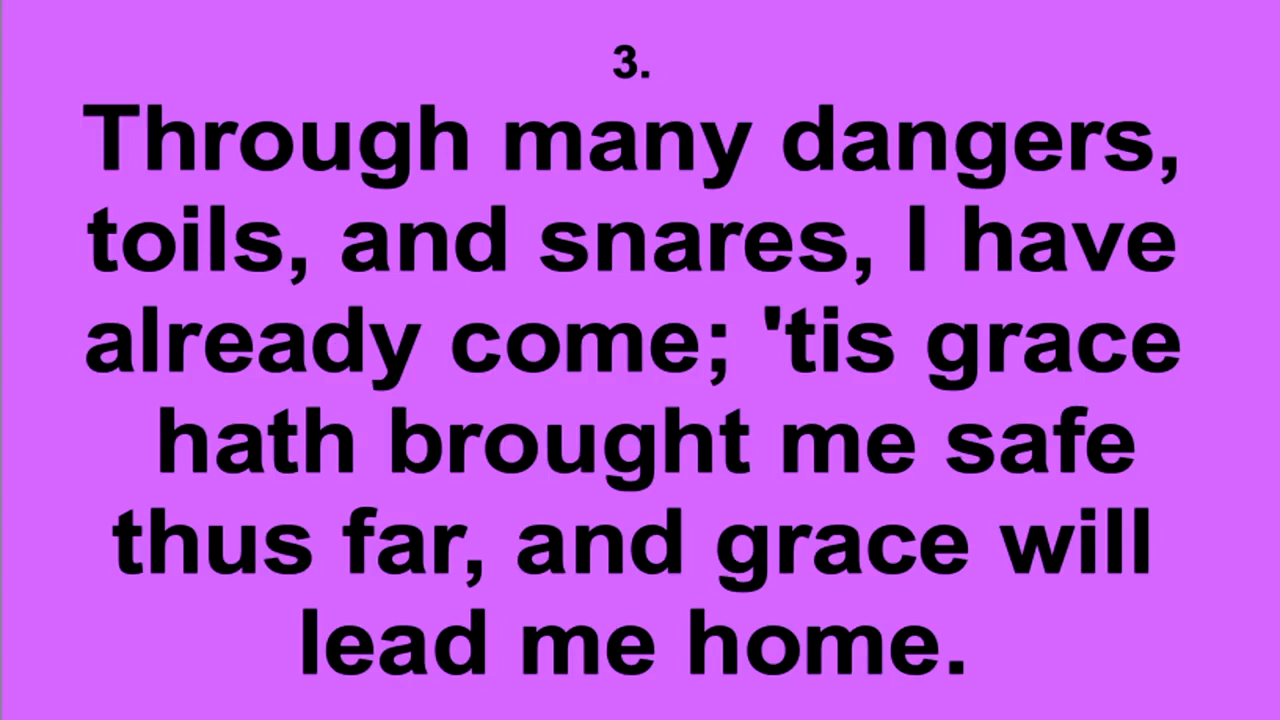 3.
Through many dangers,
toils, and snares, I have
already come; 'tis grace
hath brought me safe
thus far, and grace will
lead me home.